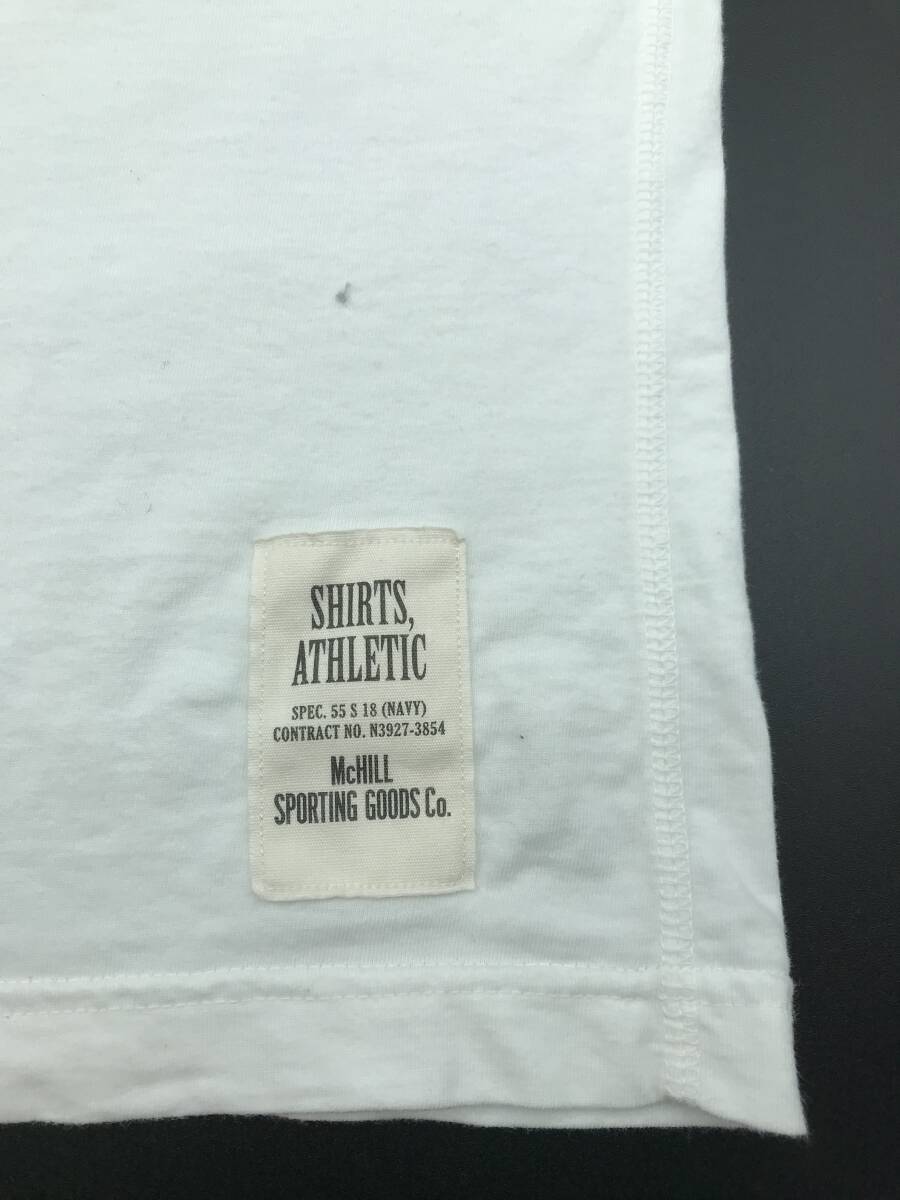 SHIRTS,
ATHLETIC
SPEC. 55 S 18 (NAVY)
CONTRACT NO. N3927-3854
McHILL
SPORTING GOODS Co.